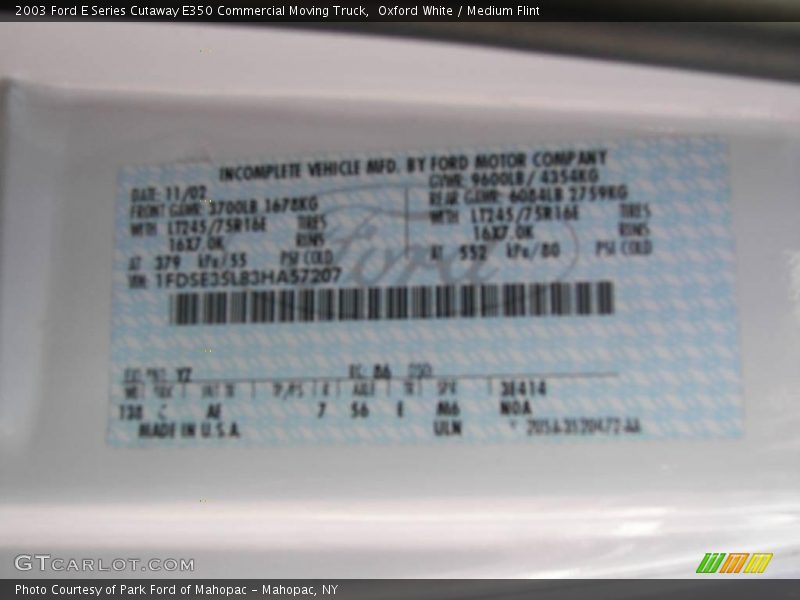 2003 Ford E Series Cutaway E350 Commercial Moving Truck,  Oxford White / Medium Flint
INCOMPLETE VEHICLE MFD. BY FORD MOTOR COMPANY
DATE: 11/02 GVWR: 9600LB / 4354KG
FRONT GAWR: 3700LB 1678KG REAR GAWR: 6084LB 2759KG
WITH LT245/75R16E TIRES WITH LT245/75R16E TIRES
16X7.0K RIMS 16X7.0K RIMS
AT 379 kPa/55 PSI COLD AT 552 kPa/80 PSI COLD
VIN: 1FDSE35L83HA57207
Ford
YZ
3E414
138 C AE 7 56 E M6 NOA
MADE IN U.S.A. ULN
GTCARLOT.COM
Photo Courtesy of Park Ford of Mahopac - Mahopac, NY